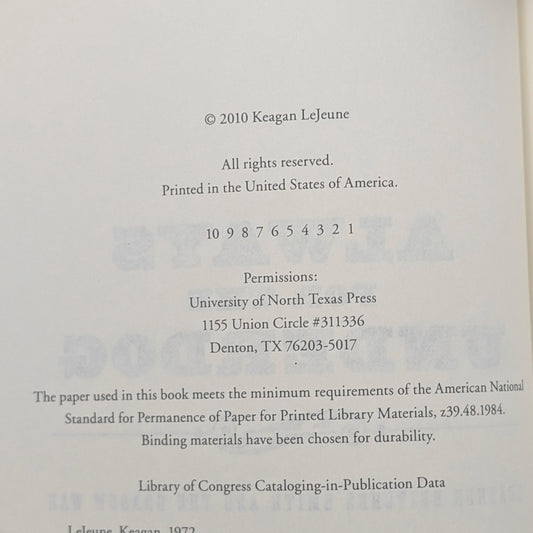 © 2010 Keagan LeJeune
All rights reserved.
Printed in the United States of America.
10 9 8 7 6 5 4 3 2 1
Permissions:
University of North Texas Press
1155 Union Circle #311336
Denton, TX 76203-5017
The paper used in this book meets the minimum requirements of the American National
Standard for Permanence of Paper for Printed Library Materials, z39.48.1984.
Binding materials have been chosen for durability.
Library of Congress Cataloging-in-Publication Data
LeJeune, Keagan, 1972